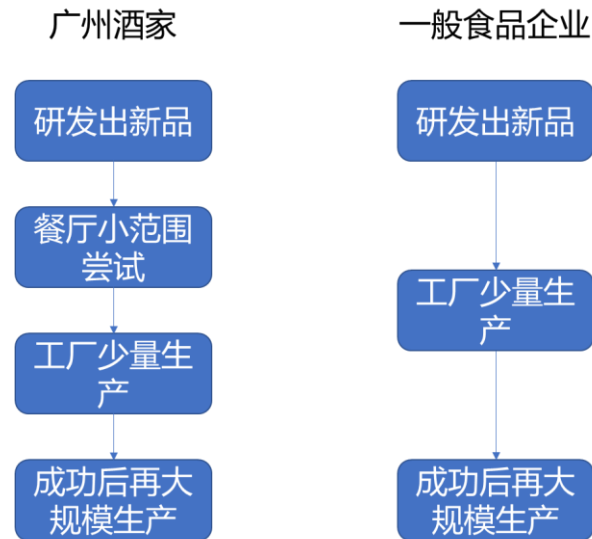 广州酒家
研发出新品
餐厅小范围
尝试
工厂少量生
产
成功后再大
规模生产
一般食品企业
研发出新品
工厂少量生
产
成功后再大
规模生产